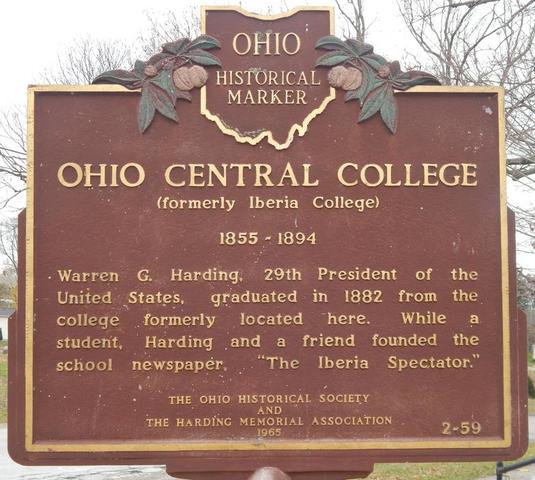 OHIO
HISTORICAL
MARKER
OHIO CENTRAL COLLEGE
(formerly Iberia College)
1855 - 1894
Warren G. Harding, 29th President of the
United States, graduated in 1882 from the
college formerly located here. While a
student, Harding and a friend founded the
school newspaper, "The Iberia Spectator."
THE OHIO HISTORICAL SOCIETY
AND
THE HARDING MEMORIAL ASSOCIATION
1965
2-59